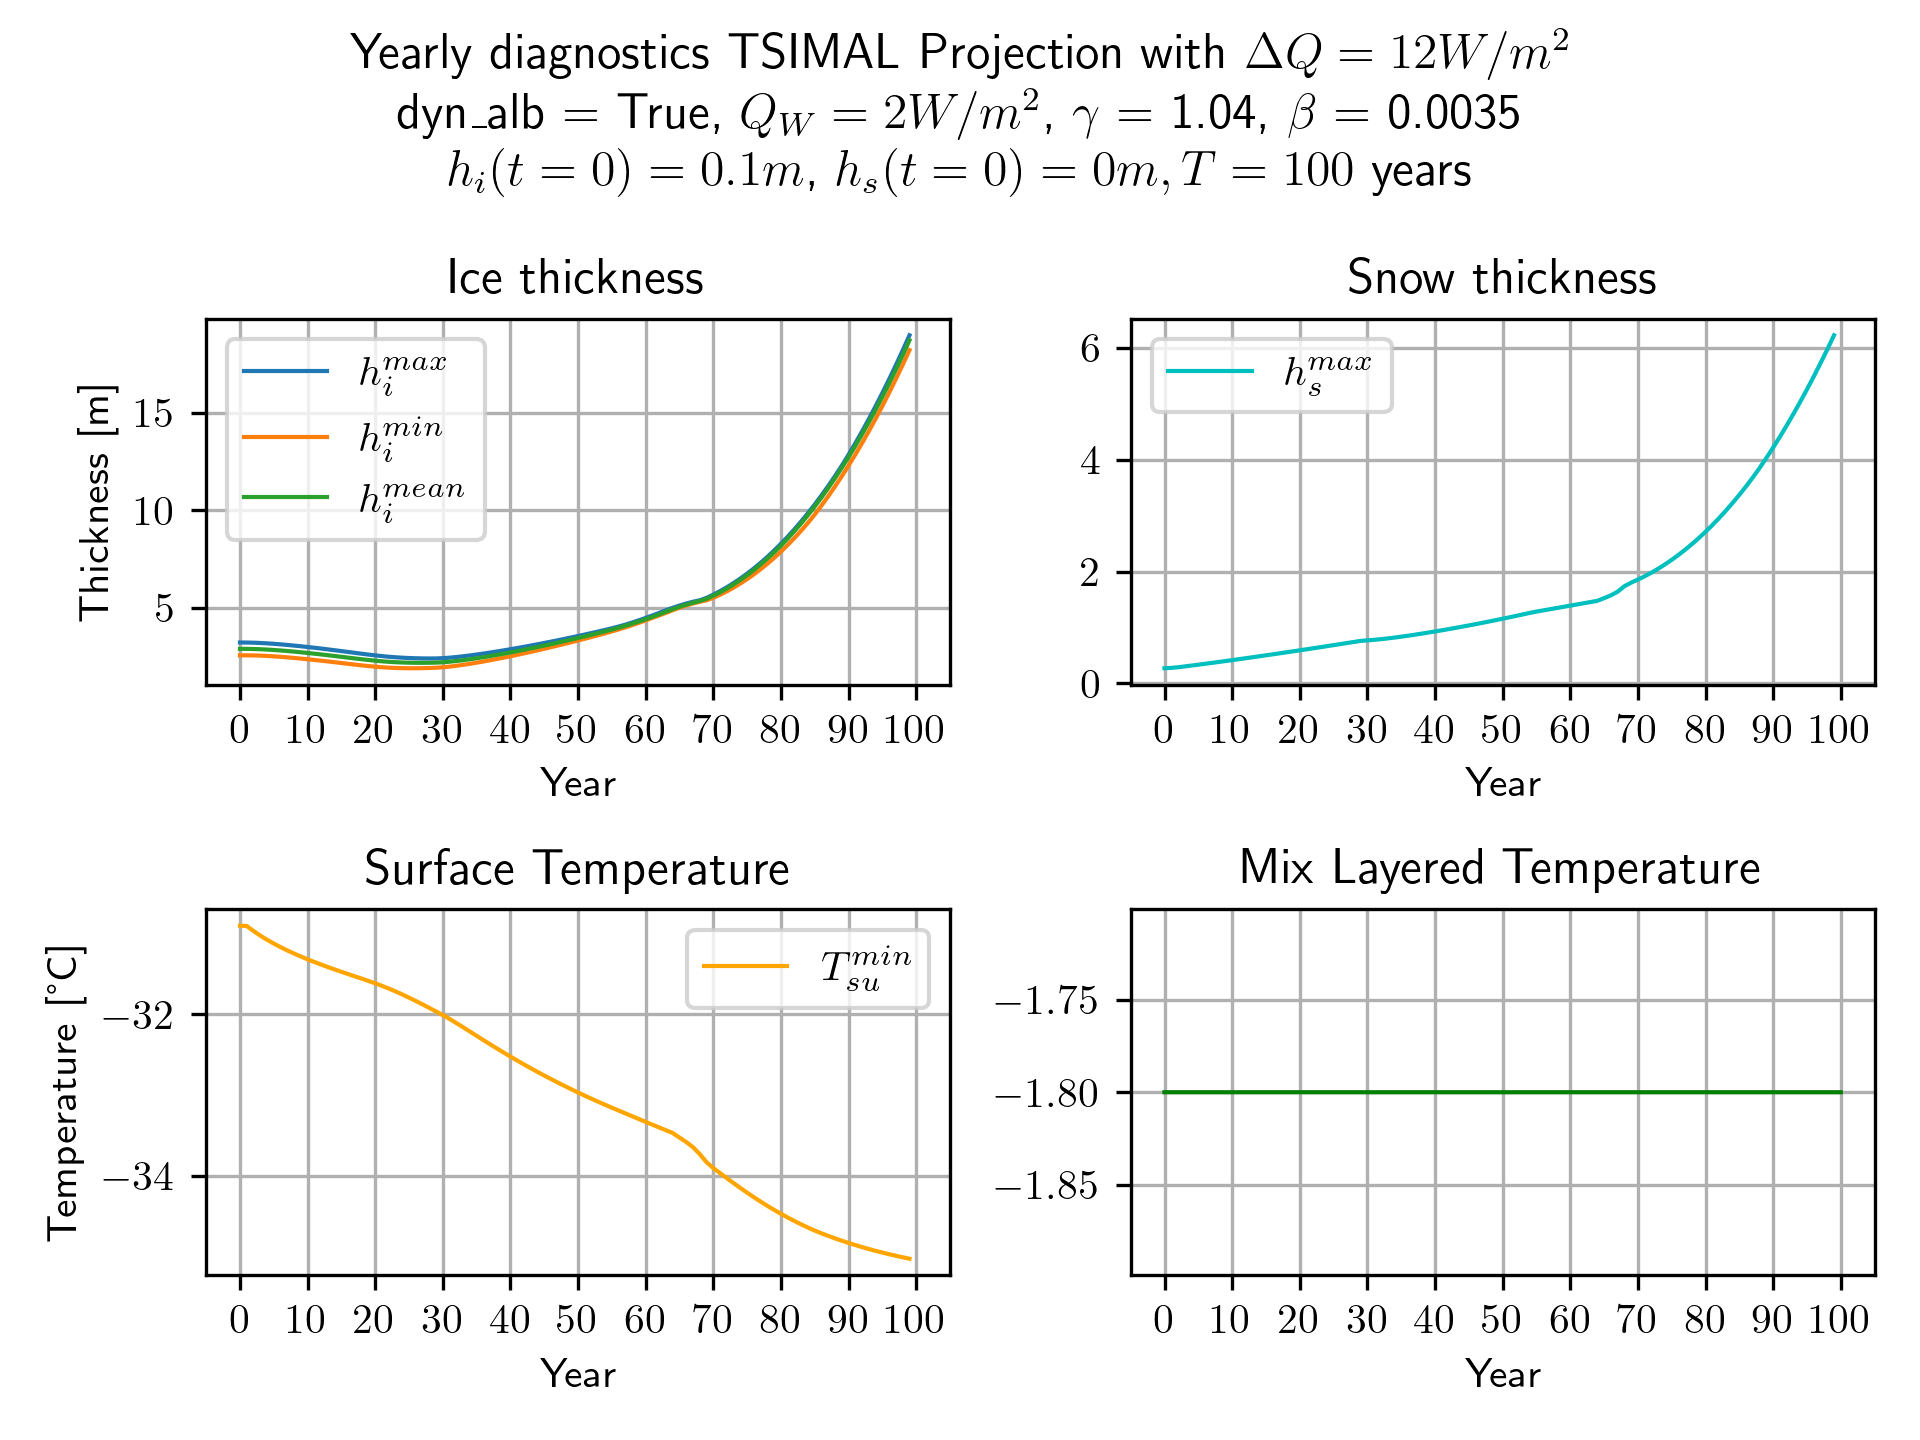 Yearly diagnostics TSIMAL Projection with ΔQ = 12W/m²
dyn_alb = True, Q_W = 2W/m², γ = 1.04, β = 0.0035
h_i(t = 0) = 0.1m, h_s(t = 0) = 0m, T = 100 years
Ice thickness
h_i^max
h_i^min
h_i^mean
Thickness [m]
15
10
5
0 10 20 30 40 50 60 70 80 90 100
Year
Snow thickness
h_s^max
6
4
2
0
0 10 20 30 40 50 60 70 80 90 100
Year
Surface Temperature
T_su^min
Temperature [°C]
−32
−34
0 10 20 30 40 50 60 70 80 90 100
Year
Mix Layered Temperature
−1.75
−1.80
−1.85
0 10 20 30 40 50 60 70 80 90 100
Year